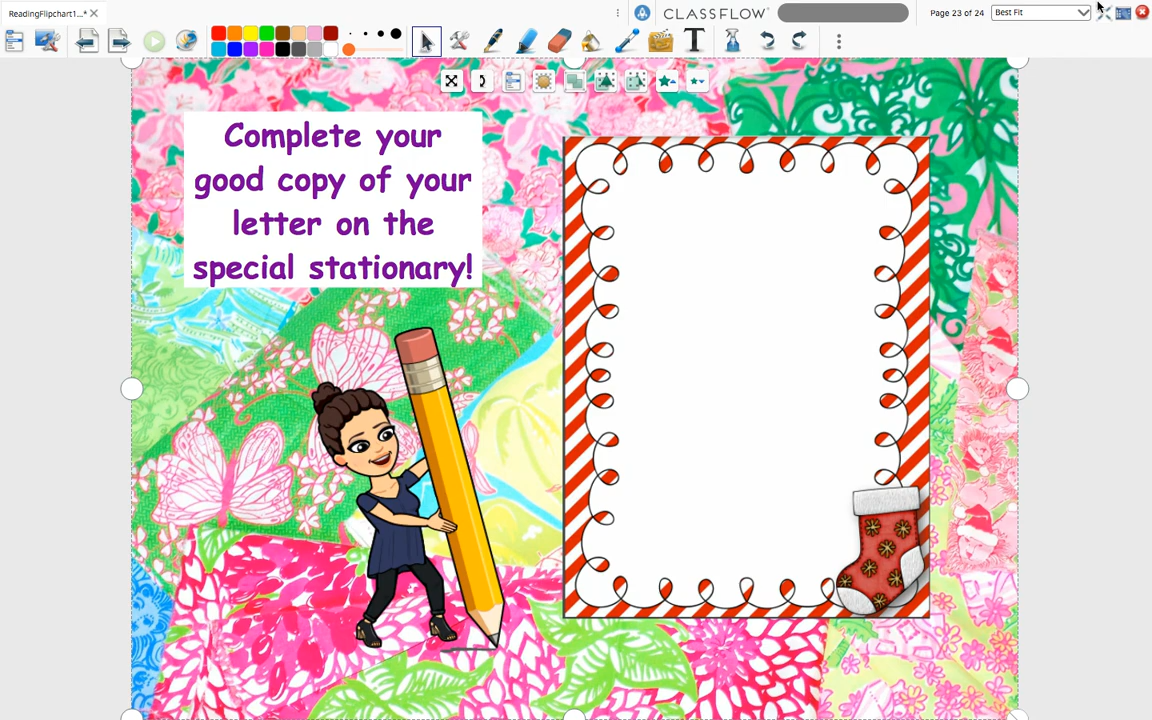 ReadingFlipchart1...*
CLASSFLOW
Page 23 of 24
Best Fit
Complete your
good copy of your
letter on the
special stationary!